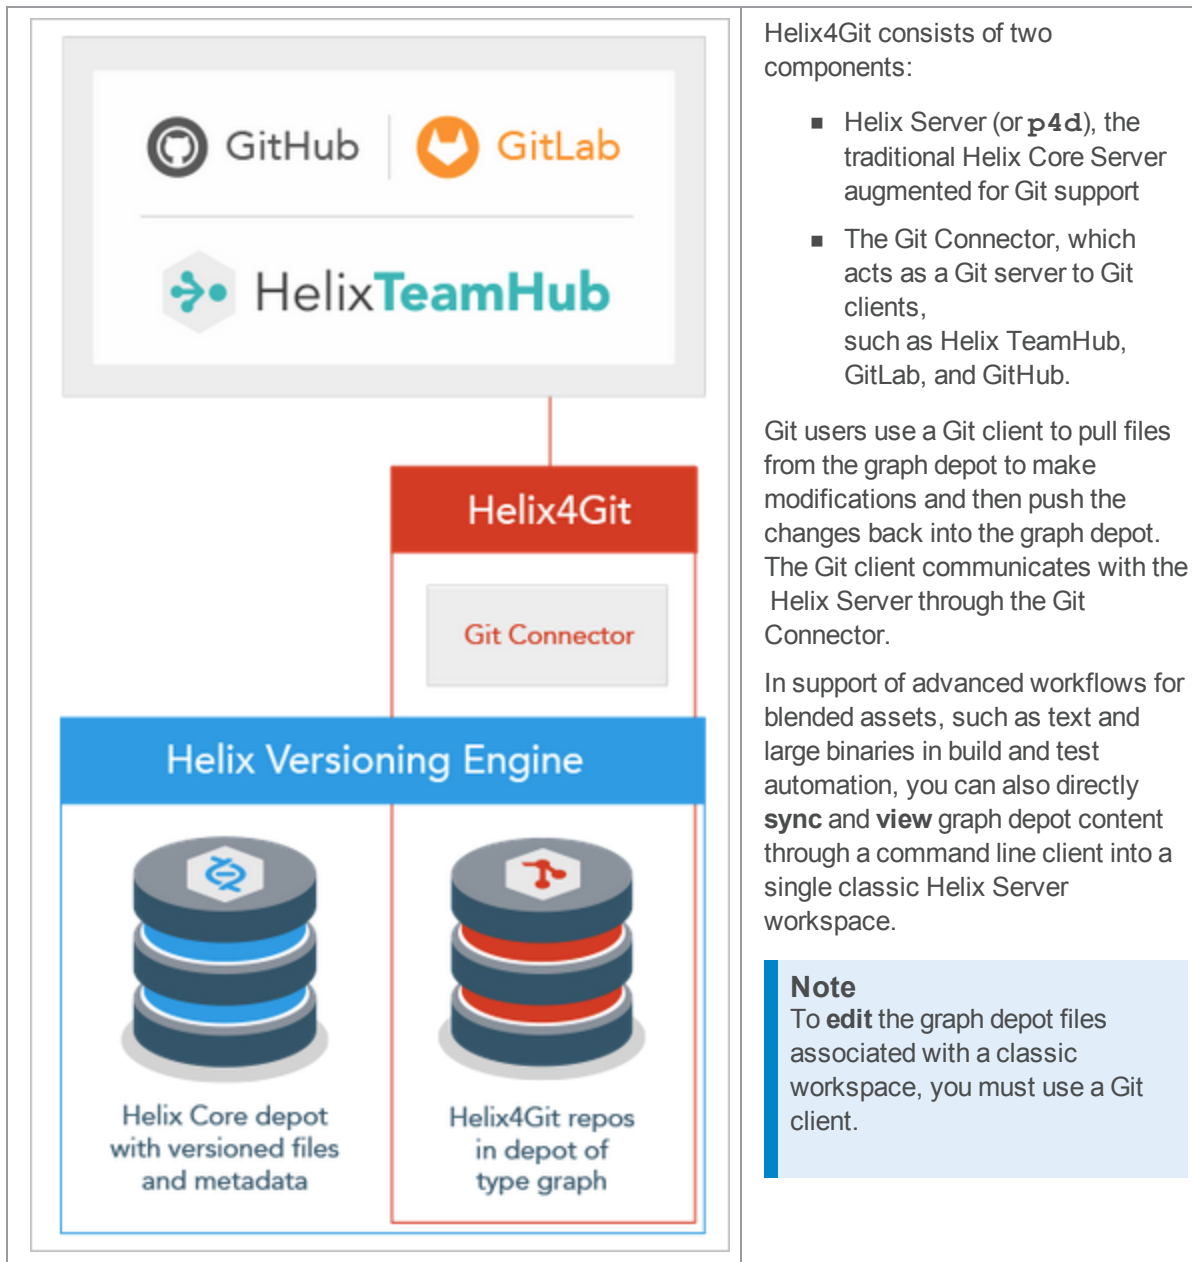 GitHub
GitLab
HelixTeamHub
Helix4Git
Git Connector
Helix Versioning Engine
Helix Core depot
with versioned files
and metadata
Helix4Git repos
in depot of
type graph
Helix4Git consists of two
components:
■ Helix Server (or p4d), the
traditional Helix Core Server
augmented for Git support
■ The Git Connector, which
acts as a Git server to Git
clients,
such as Helix TeamHub,
GitLab, and GitHub.
Git users use a Git client to pull files
from the graph depot to make
modifications and then push the
changes back into the graph depot.
The Git client communicates with the
Helix Server through the Git
Connector.
In support of advanced workflows for
blended assets, such as text and
large binaries in build and test
automation, you can also directly
sync and view graph depot content
through a command line client into a
single classic Helix Server
workspace.
Note
To edit the graph depot files
associated with a classic
workspace, you must use a Git
client.